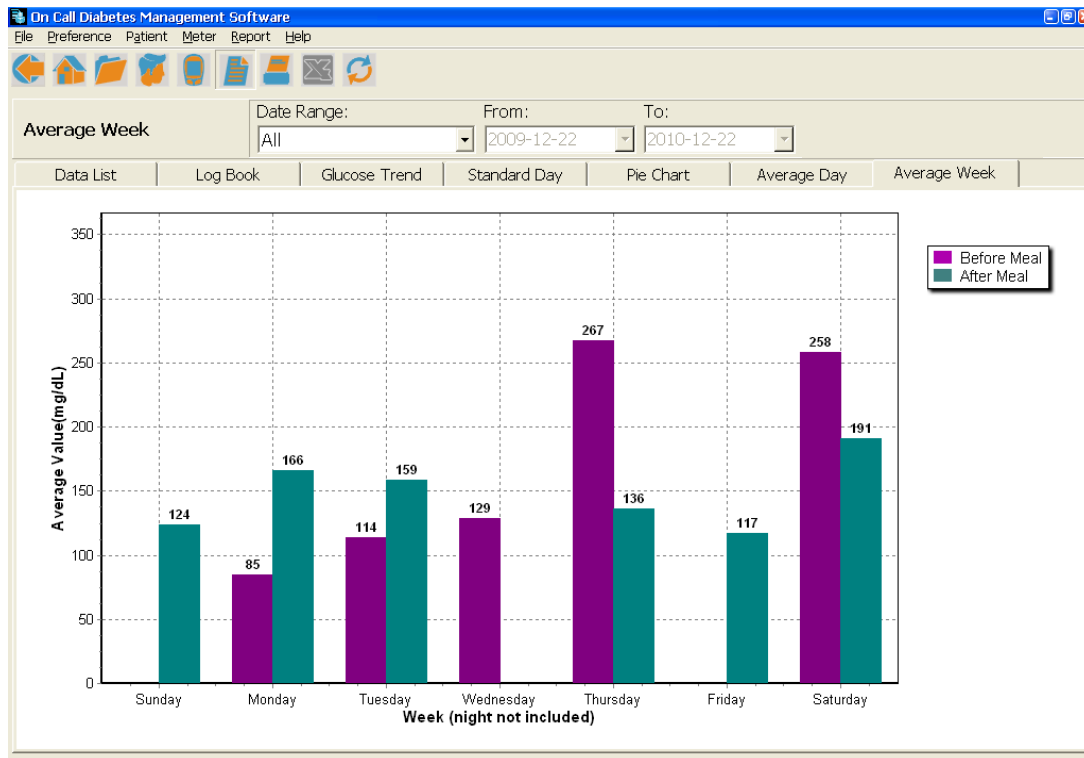 On Call Diabetes Management Software
File Preference Patient Meter Report Help
Date Range: From: To:
Average Week
All 2009-12-22 2010-12-22
Data List Log Book Glucose Trend Standard Day Pie Chart Average Day Average Week
350
300
250
200
150
100
50
0
Average Value(mg/dL)
124
85
166
114
159
129
267
136
117
258
191
Before Meal
After Meal
Sunday Monday Tuesday Wednesday Thursday Friday Saturday
Week (night not included)